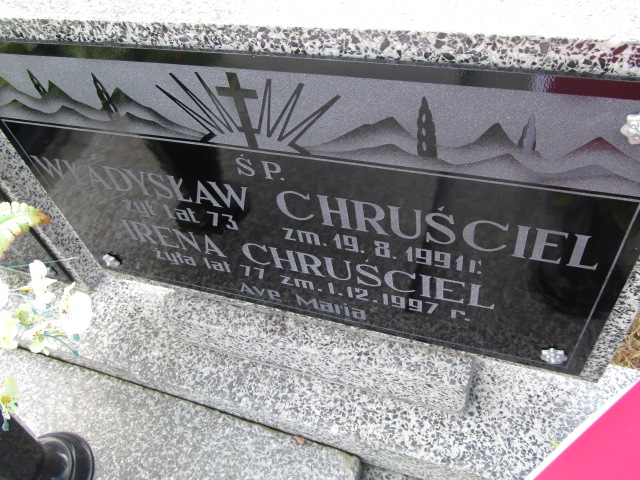 ŚP.
WŁADYSŁAW CHRUŚCIEL
żył lat 73 zm. 19.8.1991 r.
IRENA CHRUŚCIEL
żyła lat 77 zm. 1.12.1997 r.
Ave Maria